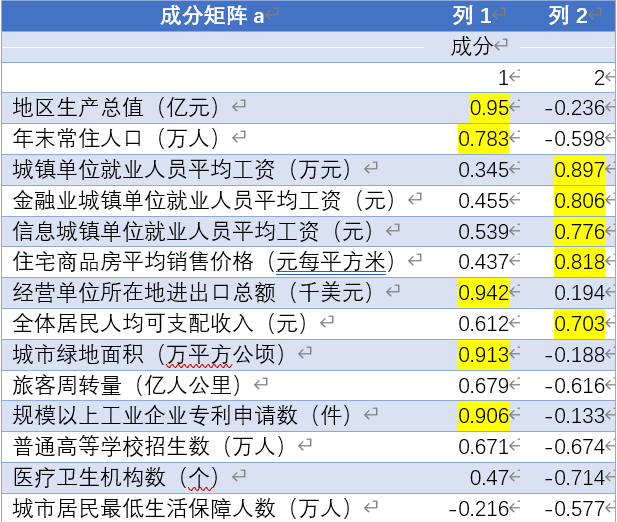 成分矩阵 a 列 1 列 2
成分
1 2
地区生产总值（亿元） 0.95 -0.236
年末常住人口（万人） 0.783 -0.598
城镇单位就业人员平均工资（万元） 0.345 0.897
金融业城镇单位就业人员平均工资（元） 0.455 0.806
信息城镇单位就业人员平均工资（元） 0.539 0.776
住宅商品房平均销售价格（元每平方米） 0.437 0.818
经营单位所在地进出口总额（千美元） 0.942 0.194
全体居民人均可支配收入（元） 0.612 0.703
城市绿地面积（万平方公顷） 0.913 -0.188
旅客周转量（亿人公里） 0.679 -0.616
规模以上工业企业专利申请数（件） 0.906 -0.133
普通高等学校招生数（万人） 0.671 -0.674
医疗卫生机构数（个） 0.47 -0.714
城市居民最低生活保障人数（万人） -0.216 -0.577